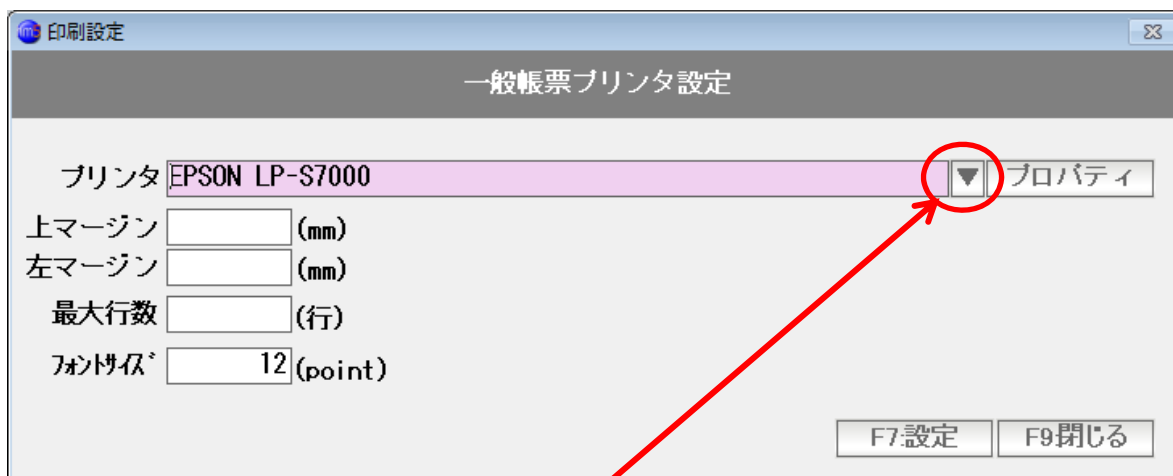 印刷設定
一般帳票プリンタ設定
プリンタ EPSON LP-S7000 ▼ プロパティ
上マージン (mm)
左マージン (mm)
最大行数 (行)
ﾌｫﾝﾄｻｲｽﾞ 12 (point)
F7:設定 F9:閉じる